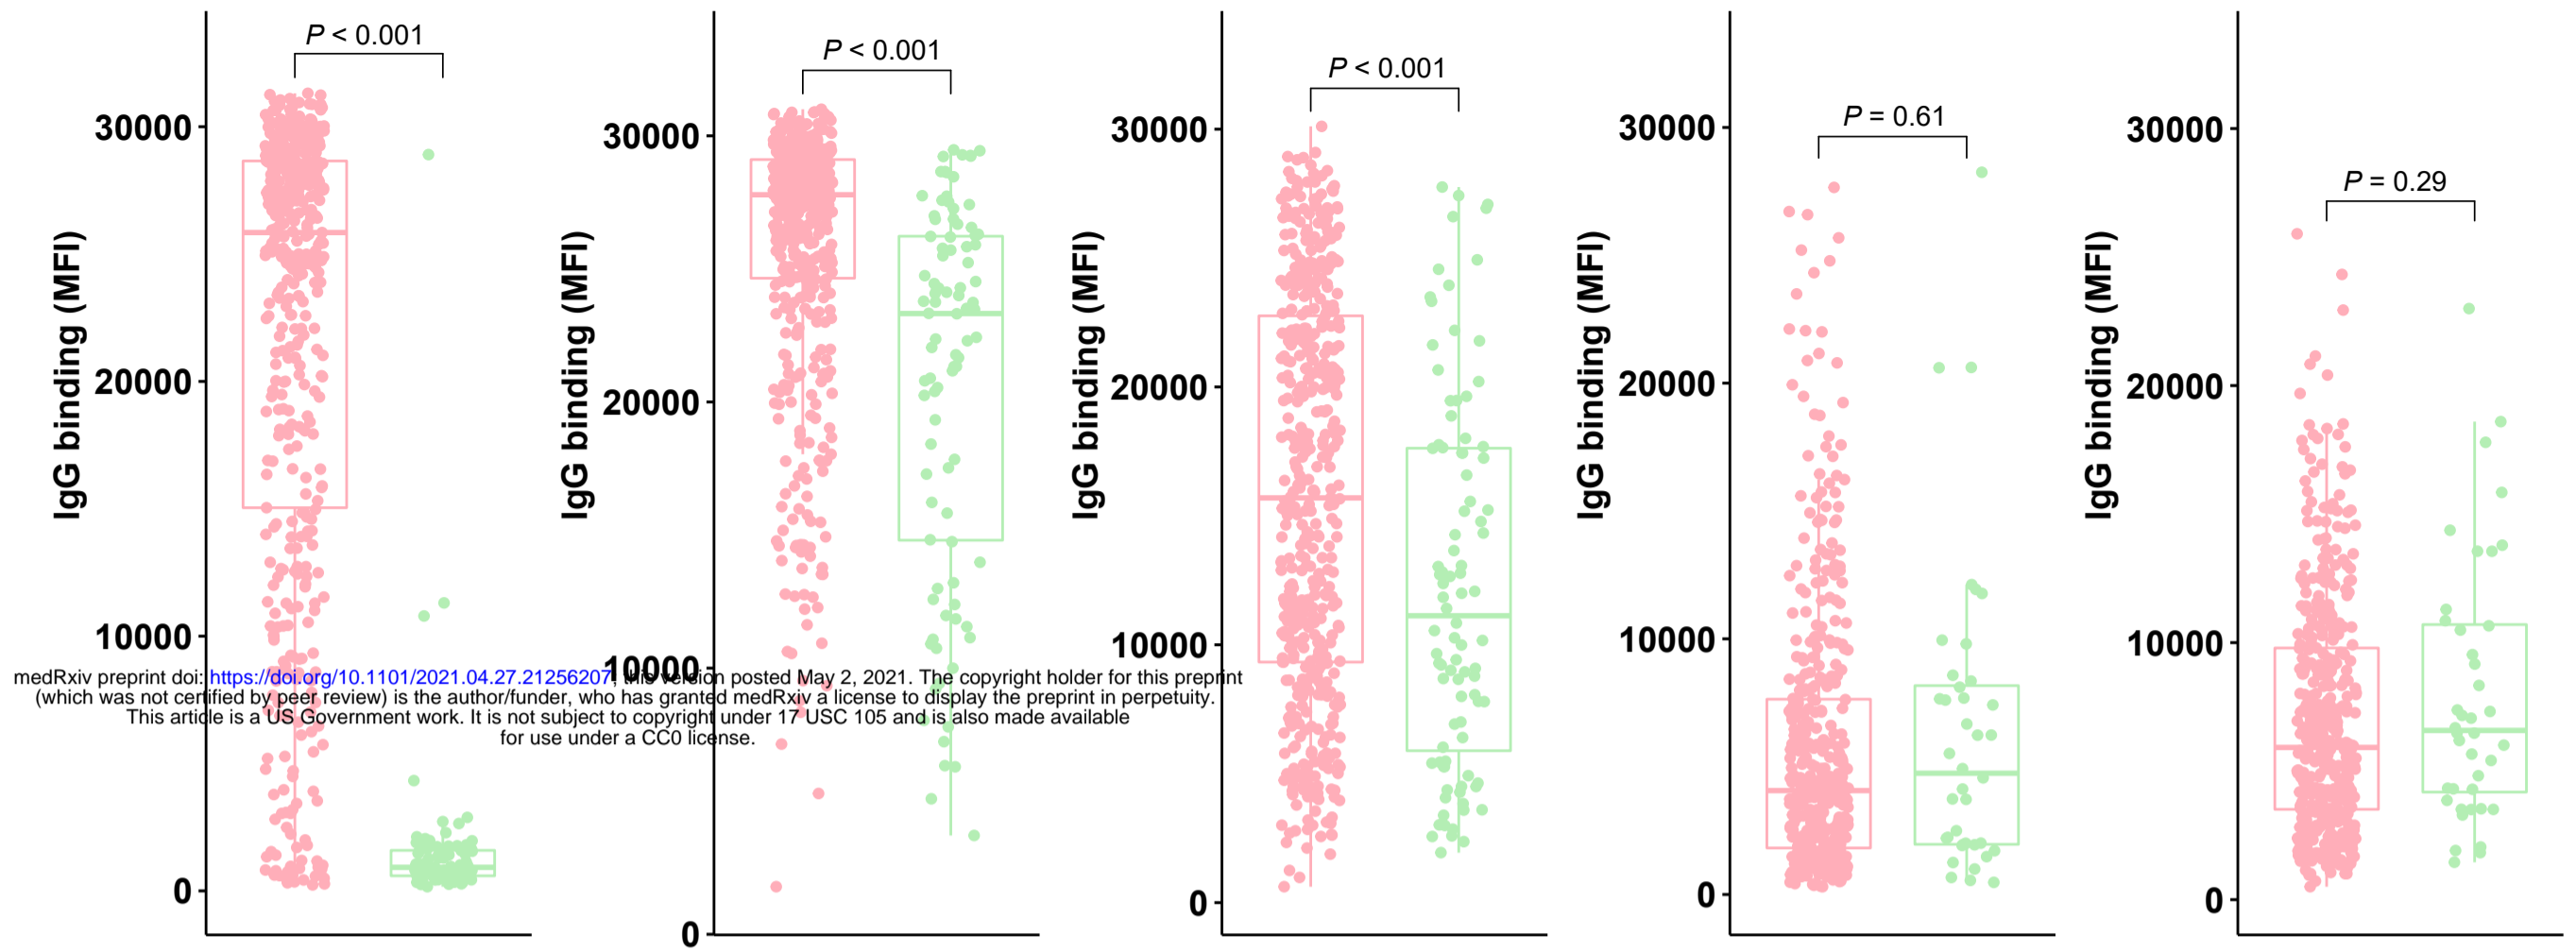 P < 0.001
P < 0.001
P < 0.001
P = 0.61
P = 0.29
IgG binding (MFI)
30000
20000
10000
0
IgG binding (MFI)
30000
20000
10000
0
IgG binding (MFI)
30000
20000
10000
0
IgG binding (MFI)
30000
20000
10000
0
IgG binding (MFI)
30000
20000
10000
0
medRxiv preprint doi: https://doi.org/10.1101/2021.04.27.21256207; this version posted May 2, 2021. The copyright holder for this preprint
(which was not certified by peer review) is the author/funder, who has granted medRxiv a license to display the preprint in perpetuity.
This article is a US Government work. It is not subject to copyright under 17 USC 105 and is also made available
for use under a CC0 license.